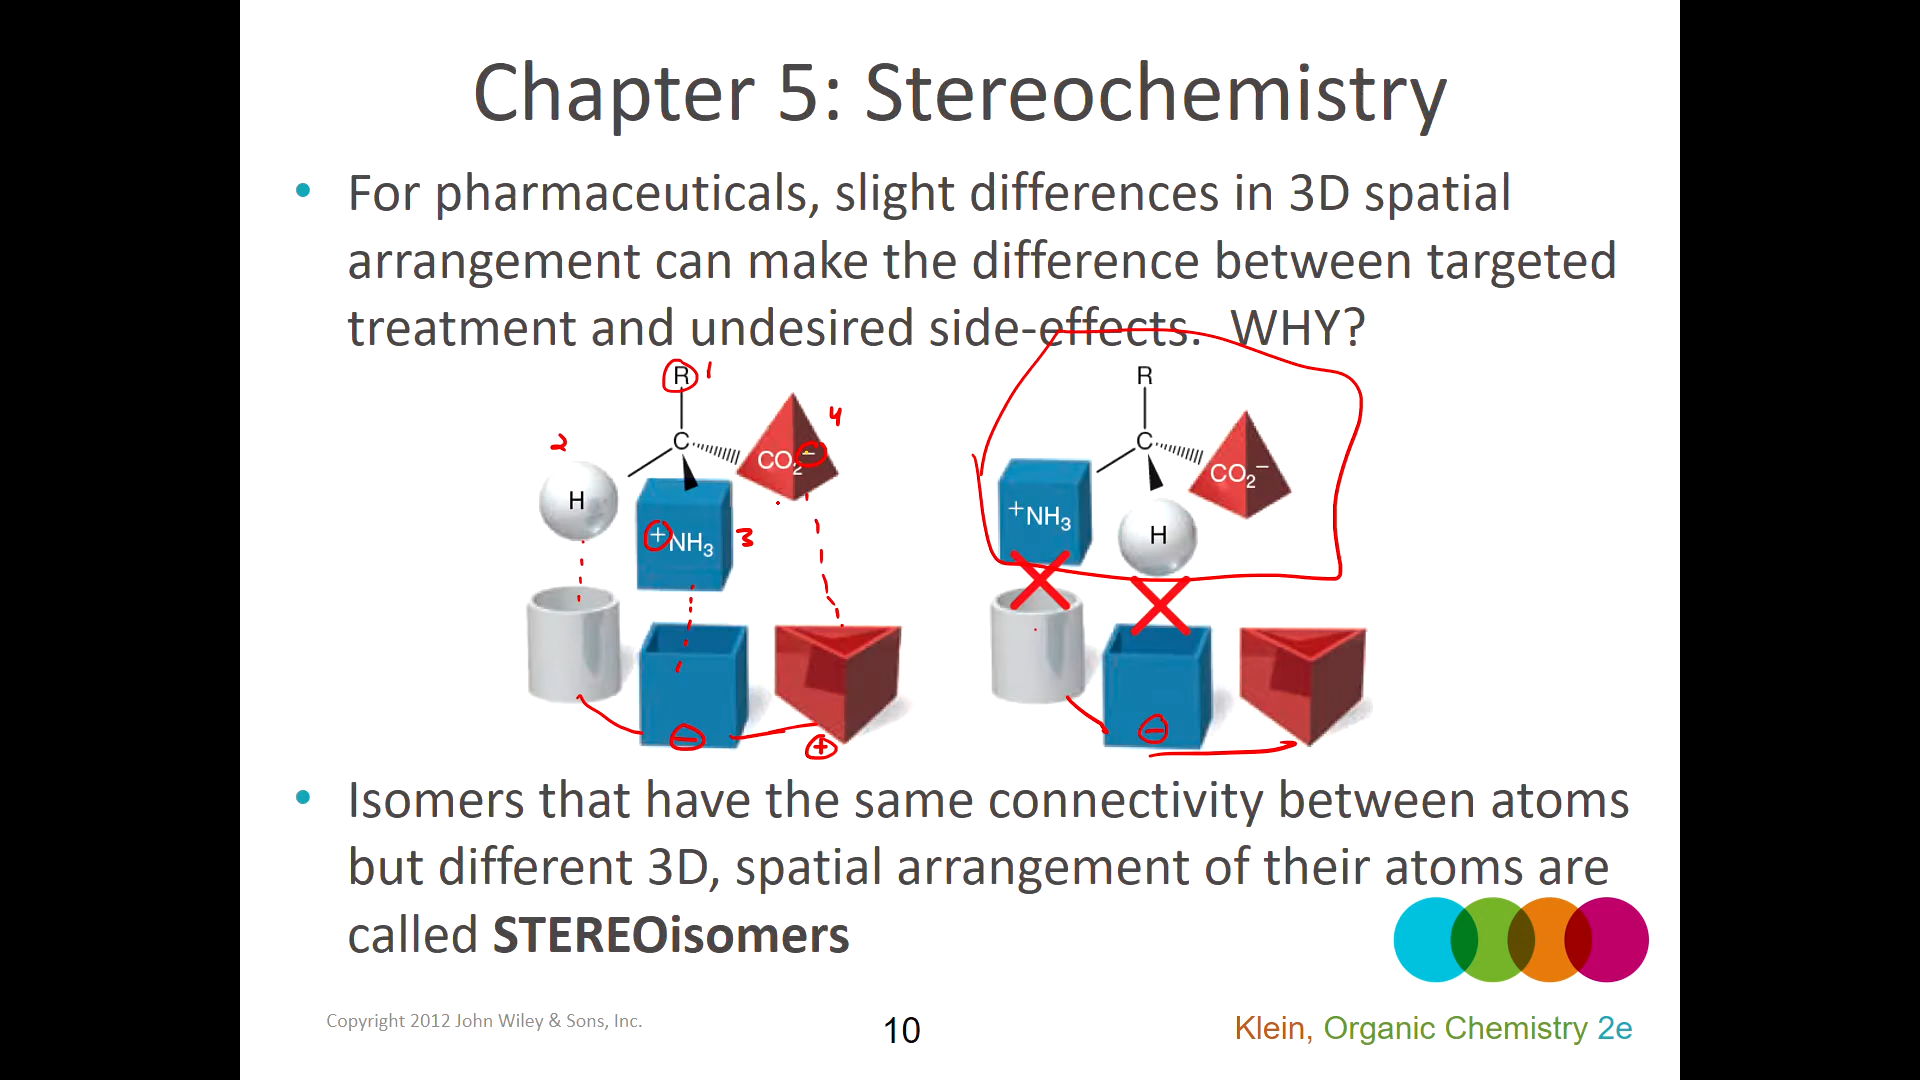 Chapter 5: Stereochemistry
• For pharmaceuticals, slight differences in 3D spatial
arrangement can make the difference between targeted
treatment and undesired side-effects. WHY?
R 1
R
4
2
C
CO₂⁻
C
CO₂⁻
H
⁺NH₃
3
⁺NH₃
H
−
+
−
• Isomers that have the same connectivity between atoms
but different 3D, spatial arrangement of their atoms are
called STEREOisomers
Copyright 2012 John Wiley & Sons, Inc.
10
Klein, Organic Chemistry 2e